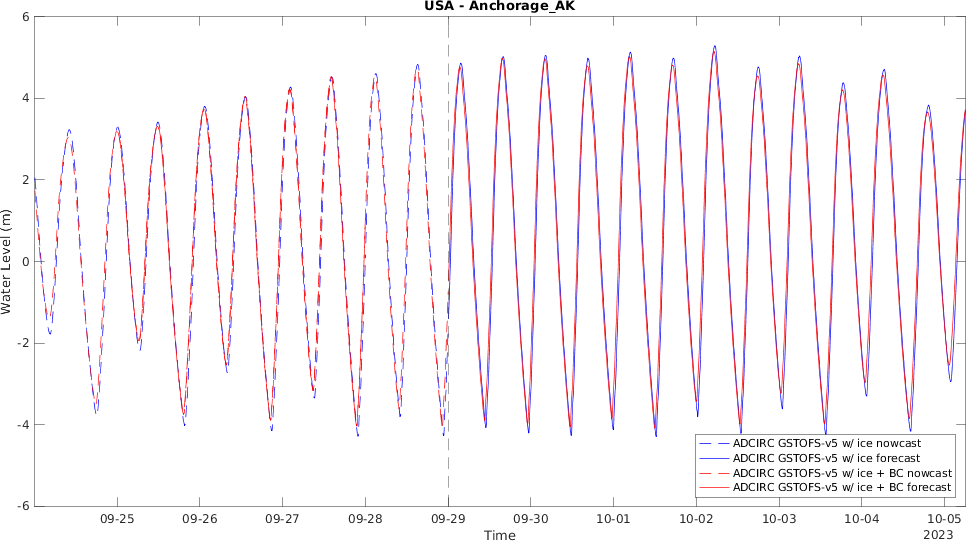 USA - Anchorage_AK
6
4
2
0
-2
-4
-6
Water Level (m)
ADCIRC GSTOFS-v5 w/ ice nowcast
ADCIRC GSTOFS-v5 w/ ice forecast
ADCIRC GSTOFS-v5 w/ ice + BC nowcast
ADCIRC GSTOFS-v5 w/ ice + BC forecast
09-25 09-26 09-27 09-28 09-29 09-30 10-01 10-02 10-03 10-04 10-05
Time
2023